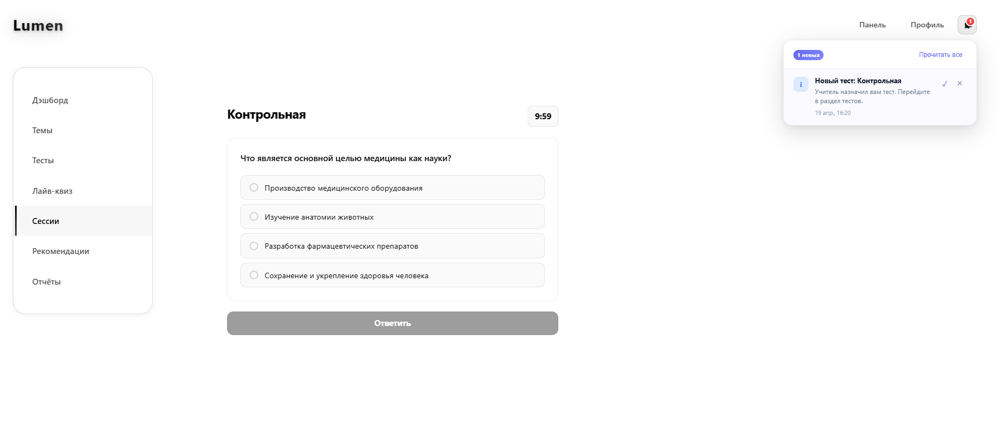 Lumen
Панель
Профиль
1
1 новых
Прочитать все
i
Новый тест: Контрольная
Учитель назначил вам тест. Перейдите
в раздел тестов.
19 апр., 16:20
Дэшборд
Темы
Тесты
Лайв-квиз
Сессии
Рекомендации
Отчёты
Контрольная
9:59
Что является основной целью медицины как науки?
Производство медицинского оборудования
Изучение анатомии животных
Разработка фармацевтических препаратов
Сохранение и укрепление здоровья человека
Ответить